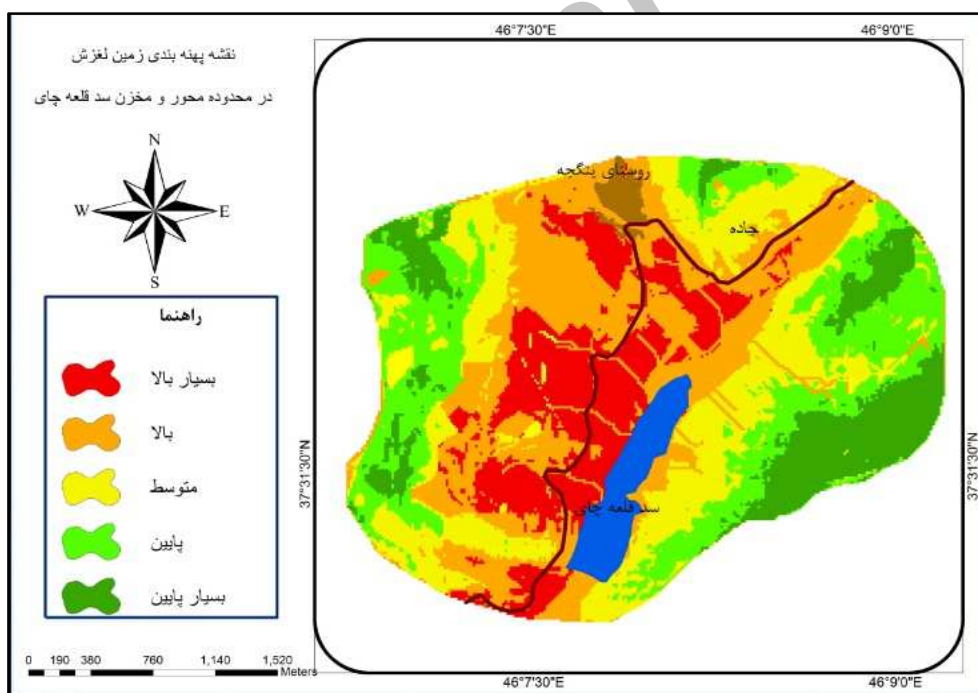 نقشه پهنه بندی زمین لغزش
در محدوده محور و مخزن سد قلعه چای
N
W
E
S
راهنما
بسیار بالا
بالا
متوسط
پایین
بسیار پایین
0 190 380 760 1,140 1,520
Meters
46°7'30"E
46°9'0"E
37°31'30"N
37°31'30"N
روستای ینگجه
جاده
سد قلعه چای
46°7'30"E
46°9'0"E